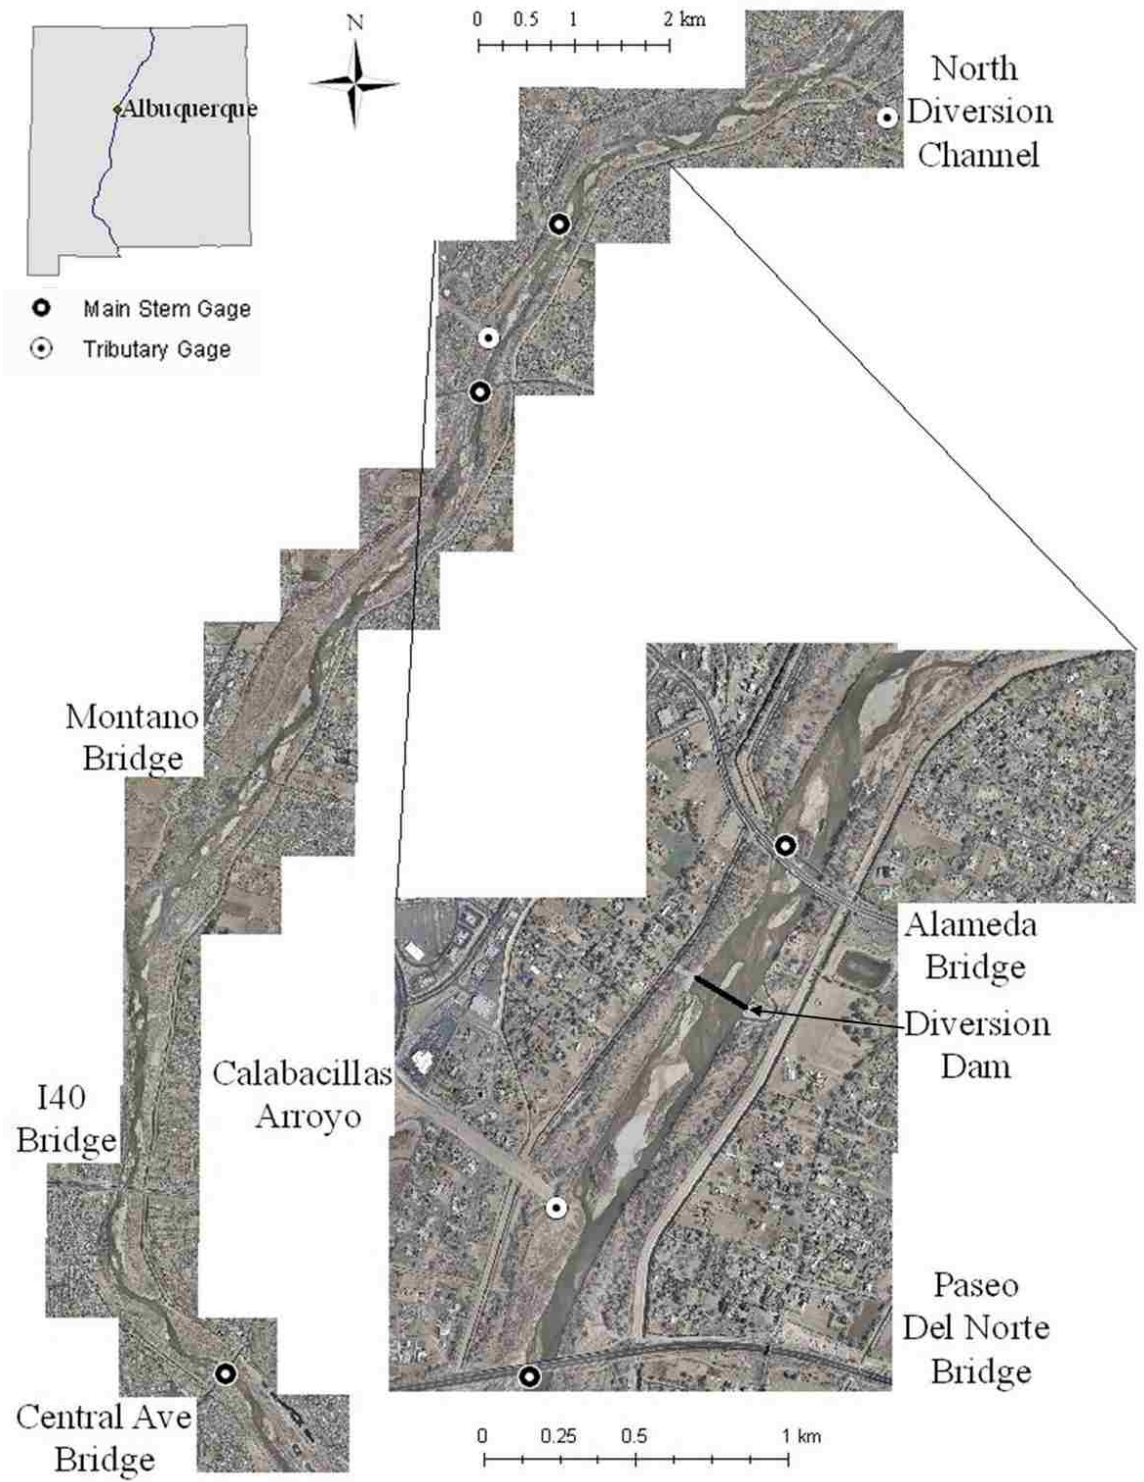 N
0 0.5 1 2 km
Albuquerque
Main Stem Gage
Tributary Gage
North
Diversion
Channel
Montano
Bridge
Alameda
Bridge
Diversion
Dam
Calabacillas
Arroyo
I40
Bridge
Paseo
Del Norte
Bridge
Central Ave
Bridge
0 0.25 0.5 1 km